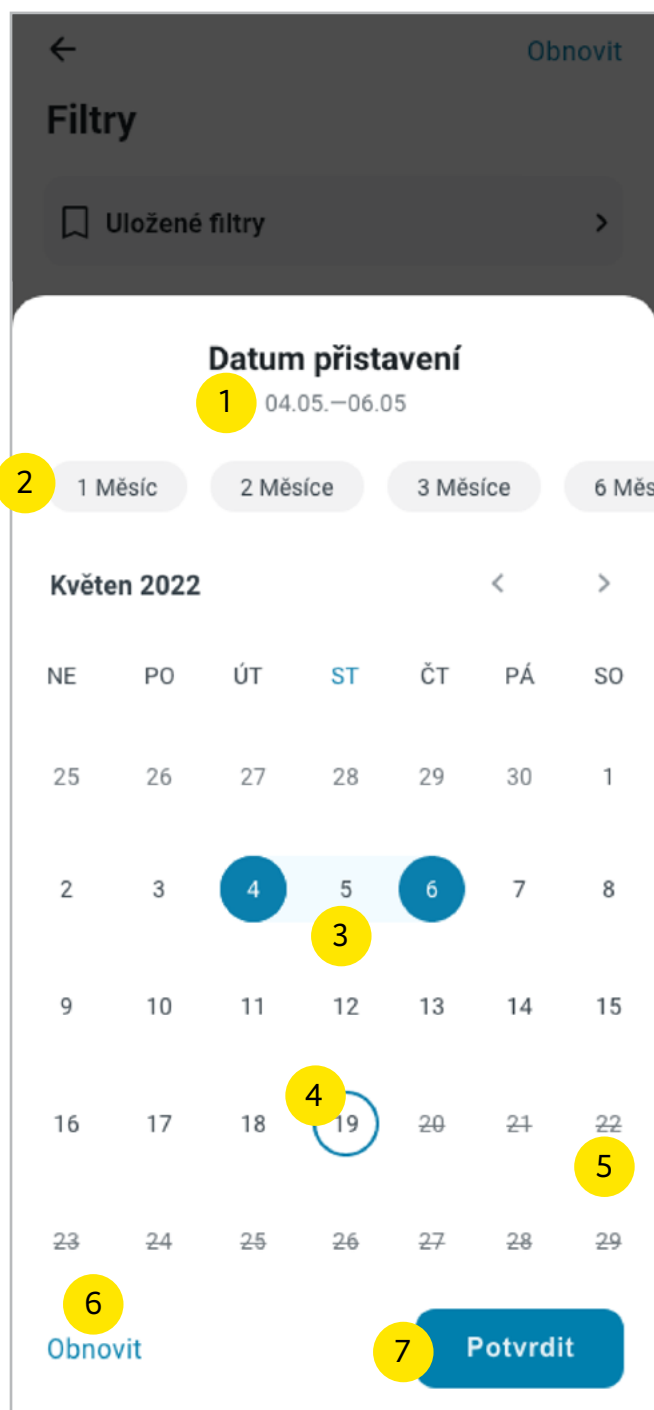 Obnovit
Filtry
Uložené filtry
Datum přistavení
1 04.05.—06.05
2 1 Měsíc 2 Měsíce 3 Měsíce 6 Měs
Květen 2022
NE PO ÚT ST ČT PÁ SO
25 26 27 28 29 30 1
2 3 4 5 6 7 8
3
9 10 11 12 13 14 15
4
16 17 18 19 20 21 22
5
23 24 25 26 27 28 29
6
Obnovit 7 Potvrdit